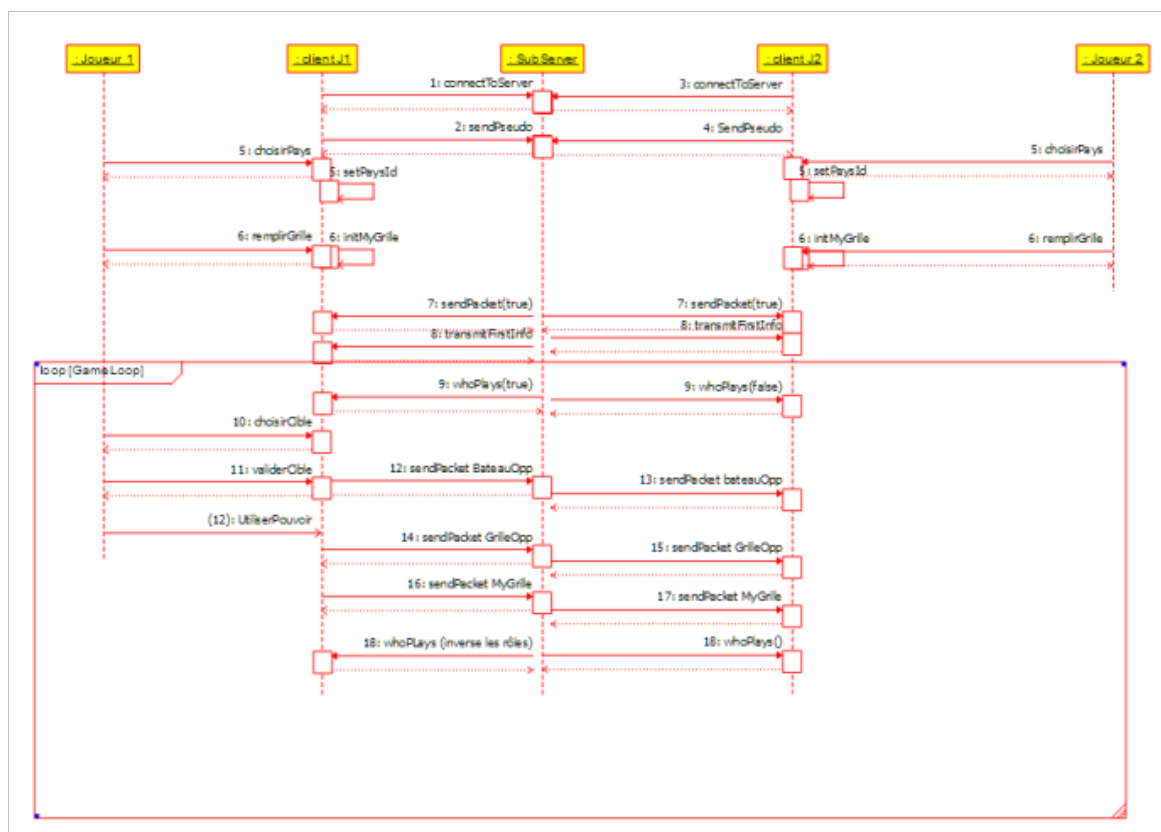 : Joueur 1
: client J1
: SubServer
: client J2
: Joueur 2
1: connectToServer
3: connectToServer
2: sendPseudo
4: SendPseudo
5: choisirPays
5: choisirPays
5: setPaysId
5: setPaysId
6: remplirGrille
6: initMyGrille
6: initMyGrille
6: remplirGrille
7: sendPacket(true)
7: sendPacket(true)
8: transmtFirstInfo
8: transmtFirstInfo
loop [GameLoop]
9: whoPlays(true)
9: whoPlays(false)
10: choisirCible
11: validerCible
12: sendPacket BateauOpp
13: sendPacket bateauOpp
(12): UtiliserPouvoir
14: sendPacket GrilleOpp
15: sendPacket GrilleOpp
16: sendPacket MyGrille
17: sendPacket MyGrille
18: whoPLays (inverse les rôles)
18: whoPlays()